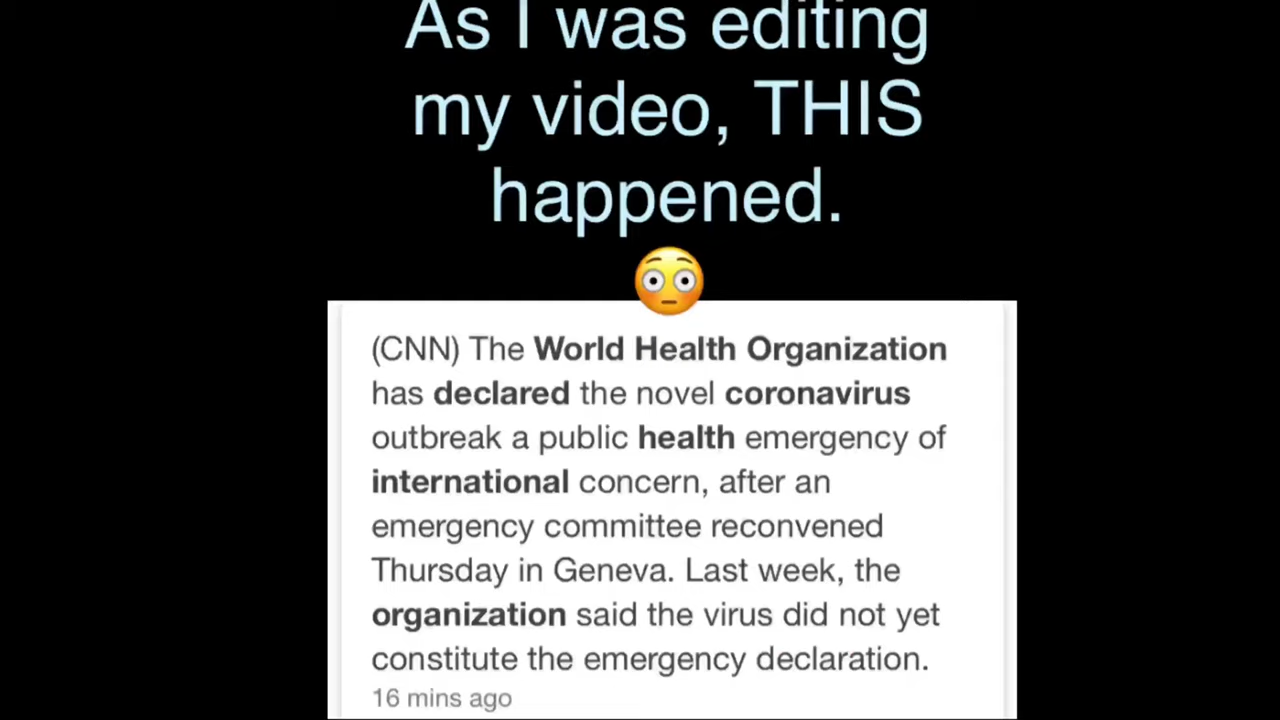 As I was editing
my video, THIS
happened.
(CNN) The World Health Organization
has declared the novel coronavirus
outbreak a public health emergency of
international concern, after an
emergency committee reconvened
Thursday in Geneva. Last week, the
organization said the virus did not yet
constitute the emergency declaration.
16 mins ago